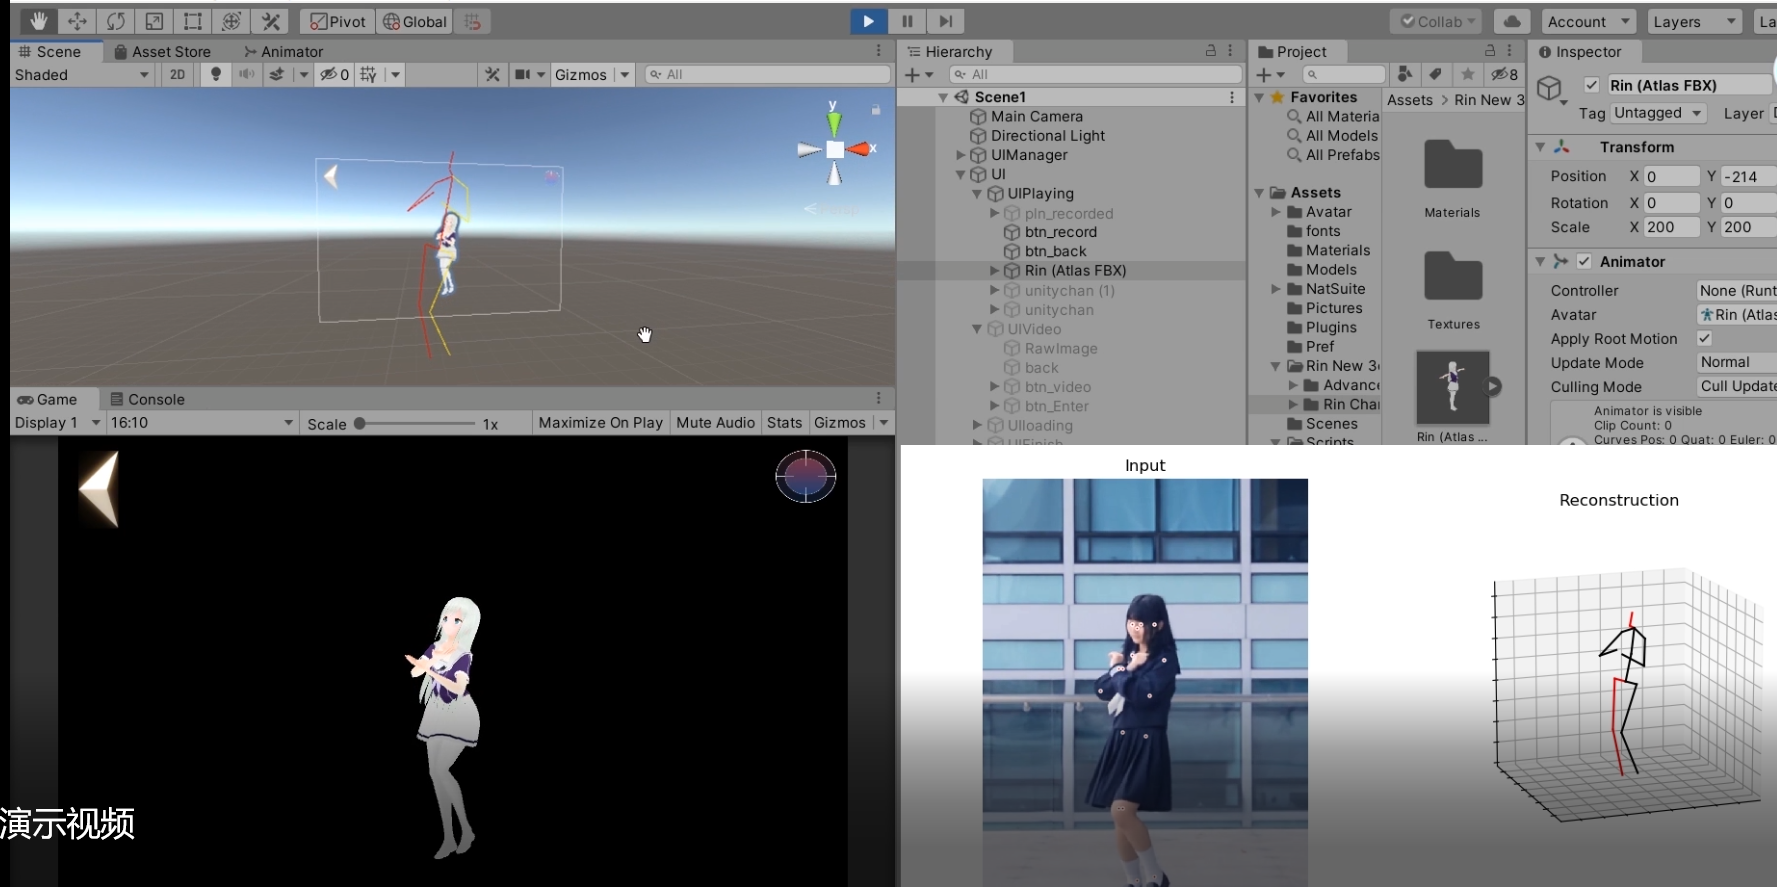 Pivot Global Collab Account Layers La
Scene Asset Store Animator
Shaded 2D 0 Gizmos All
y
x
Game Console
Display 1 16:10 Scale 1x Maximize On Play Mute Audio Stats Gizmos
演示视频
Hierarchy
All
Scene1
Main Camera
Directional Light
UIManager
UI
UIPlaying
pln_recorded
btn_record
btn_back
Rin (Atlas FBX)
unitychan (1)
unitychan
UIVideo
RawImage
back
btn_video
btn_Enter
UIloading
UIFinish
Project
8
Favorites
All Materia
All Models
All Prefabs
Assets
Avatar
fonts
Materials
Models
NatSuite
Pictures
Plugins
Pref
Rin New 3
Advanc
Rin Cha
Scenes
Scripts
Assets > Rin New 3
Materials
Textures
Rin (Atlas ...
Inspector
Rin (Atlas FBX)
Tag Untagged Layer
Transform
Position X 0 Y -214
Rotation X 0 Y 0
Scale X 200 Y 200
Animator
Controller None (Runt
Avatar Rin (Atlas
Apply Root Motion
Update Mode Normal
Culling Mode Cull Update
Animator is visible
Clip Count: 0
Curves Pos: 0 Quat: 0 Euler: 0
Input
Reconstruction